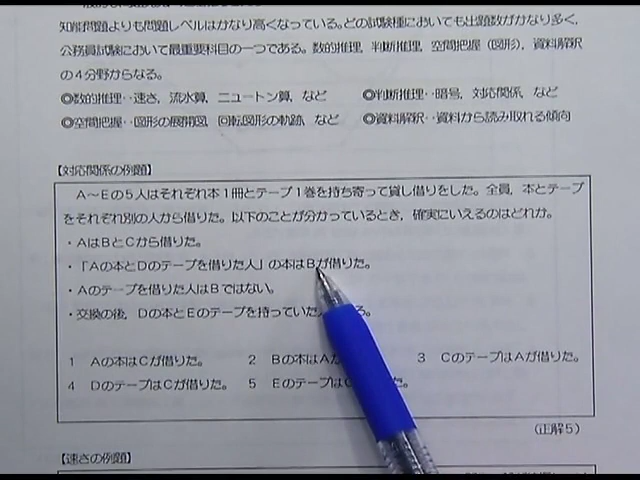 知能問題よりも問題レベルはかなり高くなっている。どの試験種においても出題数がかなり多く、
公務員試験において最重要科目の一つである。数的推理、判断推理、空間把握（図形）、資料解釈
の４分野からなる。
◎数的推理‥速さ、流水算、ニュートン算、など　◎判断推理‥暗号、対応関係、など
◎空間把握‥図形の展開図、回転図形の軌跡、など　◎資料解釈‥資料から読み取れる傾向
【対応関係の例題】
Ａ～Ｅの５人はそれぞれ本１冊とテープ１巻を持ち寄って貸し借りをした。全員、本とテープ
をそれぞれ別の人から借りた。以下のことが分かっているとき、確実にいえるのはどれか。
・ＡはＢとＣから借りた。
・「Ａの本とＤのテープを借りた人」の本はＢが借りた。
・Ａのテープを借りた人はＢではない。
・交換の後、Ｄの本とＥのテープを持っていた　る。
１　Ａの本はＣが借りた。　２　Ｂの本はＡが　３　ＣのテープはＡが借りた。
４　ＤのテープはＣが借りた。　５　Ｅのテープは　た。
（正解５）
【速さの例題】